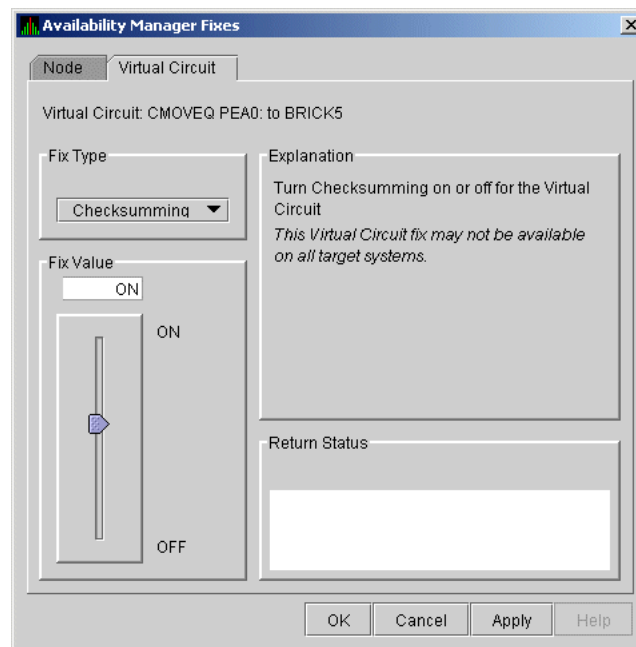 Availability Manager Fixes
Node
Virtual Circuit
Virtual Circuit: CMOVEQ PEA0: to BRICK5
Fix Type
Checksumming
Explanation
Turn Checksumming on or off for the Virtual
Circuit
This Virtual Circuit fix may not be available
on all target systems.
Fix Value
ON
ON
OFF
Return Status
OK
Cancel
Apply
Help